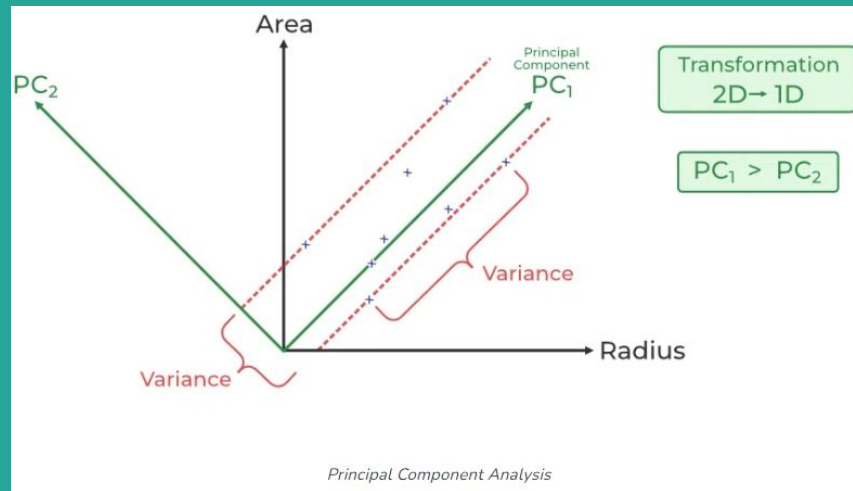 Area
Principal
Component
PC₁
PC₂
Transformation
2D→ 1D
PC₁ > PC₂
Variance
Radius
Variance
Principal Component Analysis